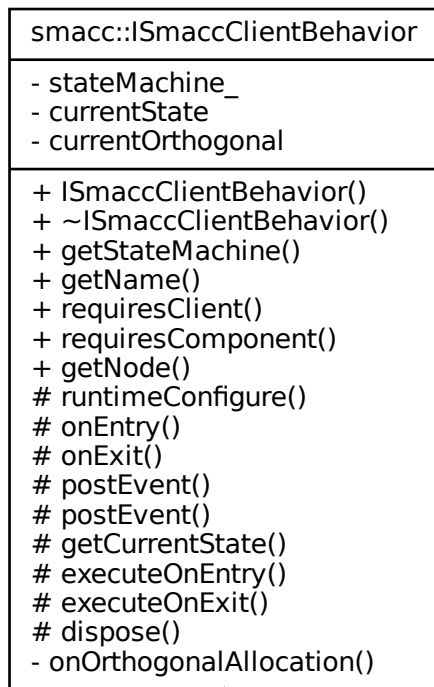 smacc::ISmaccClientBehavior
- stateMachine_
- currentState
- currentOrthogonal
+ ISmaccClientBehavior()
+ ~ISmaccClientBehavior()
+ getStateMachine()
+ getName()
+ requiresClient()
+ requiresComponent()
+ getNode()
# runtimeConfigure()
# onEntry()
# onExit()
# postEvent()
# postEvent()
# getCurrentState()
# executeOnEntry()
# executeOnExit()
# dispose()
- onOrthogonalAllocation()